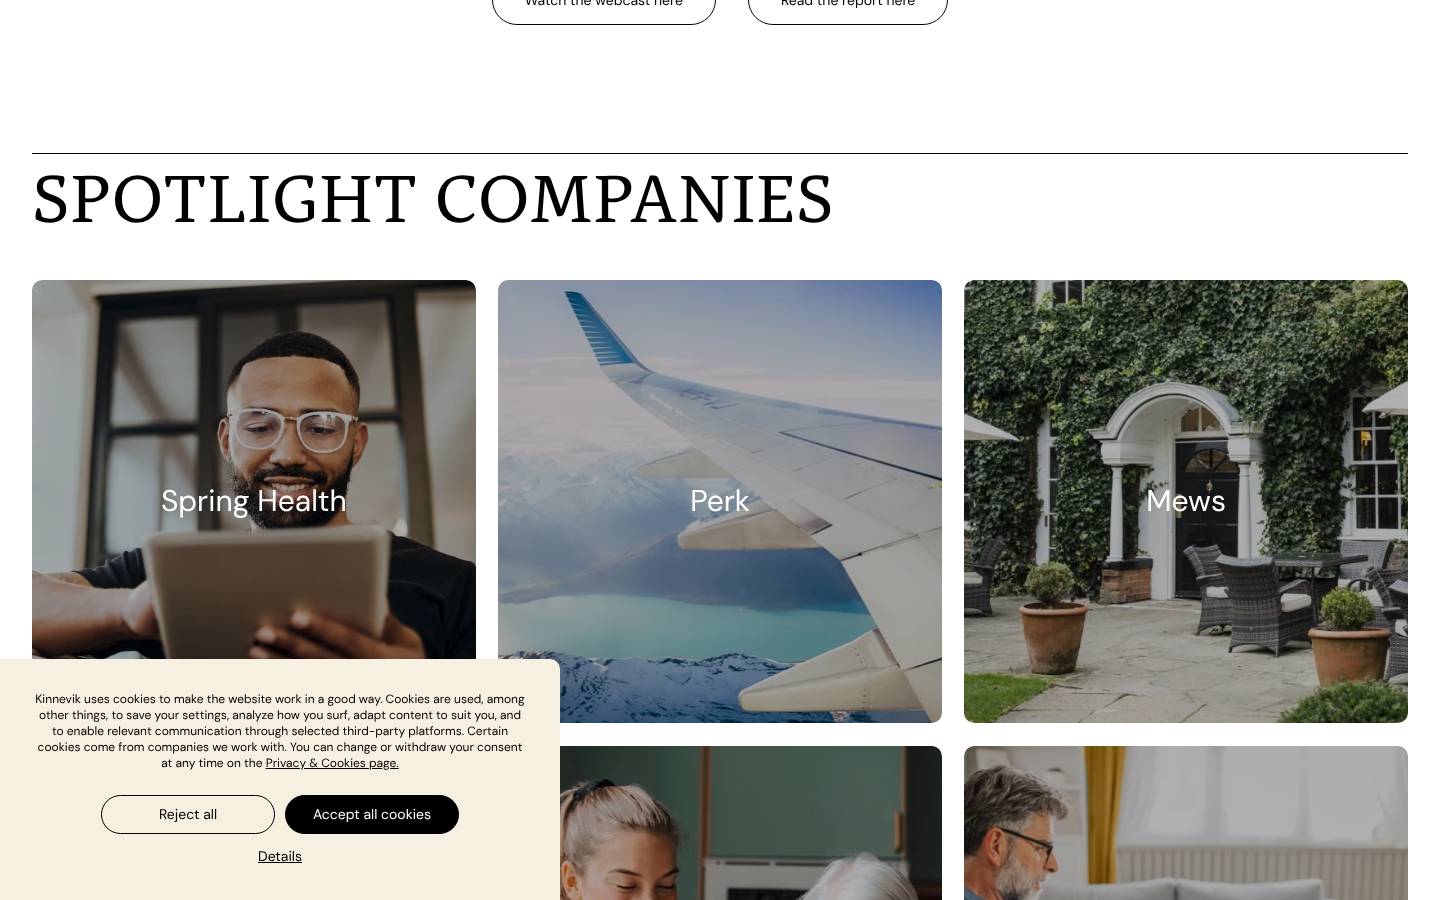 Watch the webcast here
Read the report here
SPOTLIGHT COMPANIES
Spring Health
Perk
Mews
Kinnevik uses cookies to make the website work in a good way. Cookies are used, among
other things, to save your settings, analyze how you surf, adapt content to suit you, and
to enable relevant communication through selected third-party platforms. Certain
cookies come from companies we work with. You can change or withdraw your consent
at any time on the Privacy & Cookies page.
Reject all
Accept all cookies
Details